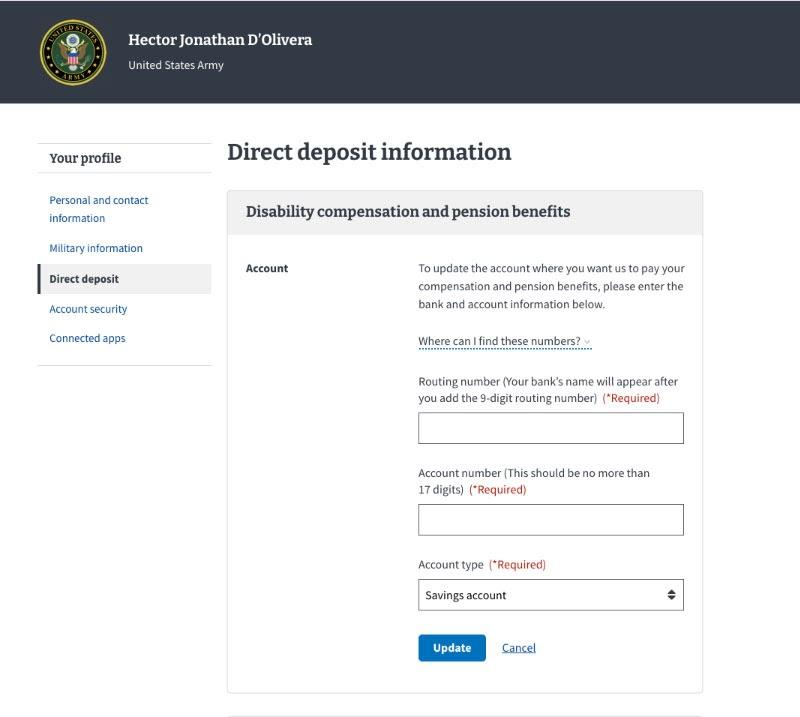 UNITED STATES
ARMY
Hector Jonathan D’Olivera
United States Army
Your profile
Personal and contact
information
Military information
Direct deposit
Account security
Connected apps
Direct deposit information
Disability compensation and pension benefits
Account
To update the account where you want us to pay your
compensation and pension benefits, please enter the
bank and account information below.
Where can I find these numbers?
Routing number (Your bank’s name will appear after
you add the 9-digit routing number) (*Required)
Account number (This should be no more than
17 digits) (*Required)
Account type (*Required)
Savings account
Update Cancel